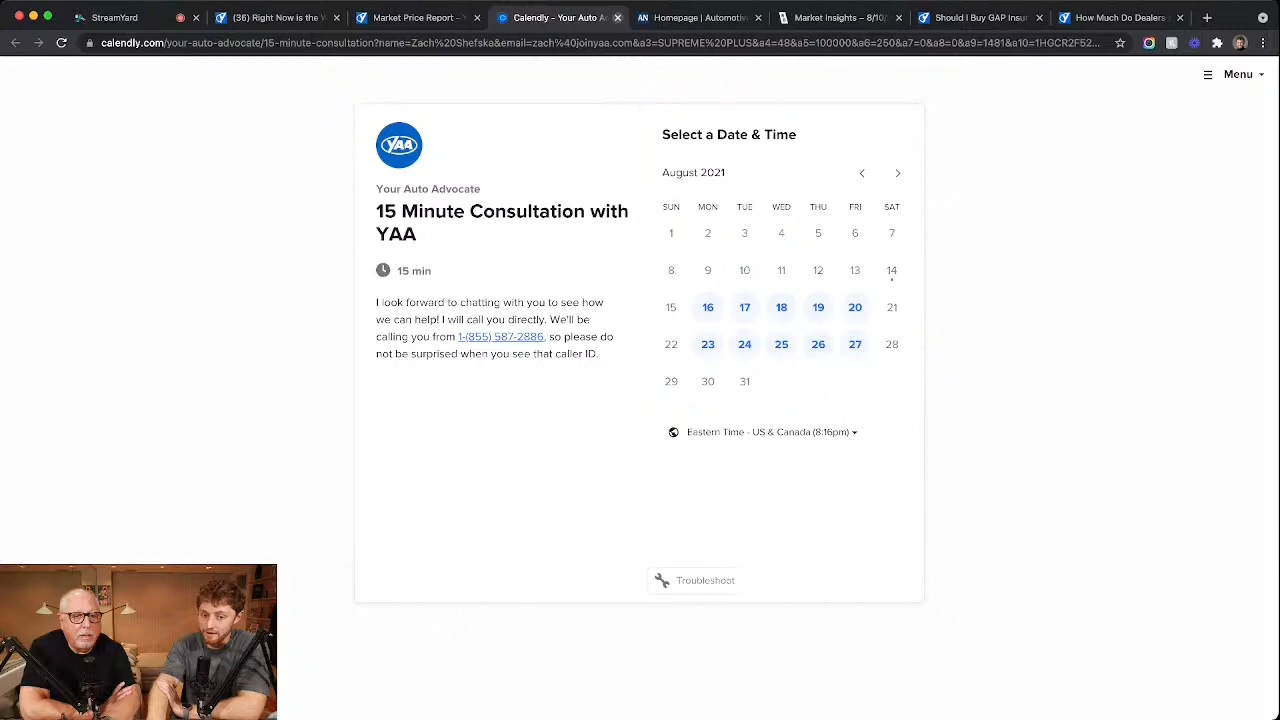 StreamYard
(36) Right Now is the Y
Market Price Report – Y
Calendly - Your Auto A
Homepage | Automotiv
Market Insights – 8/10/
Should I Buy GAP Insur
How Much Do Dealers
calendly.com/your-auto-advocate/15-minute-consultation?name=Zach%20Shefska&email=zach%40joinyaa.com&a3=SUPREME%20PLUS&a4=48&a5=100000&a6=250&a7=0&a8=0&a9=1481&a10=1HGCR2F52...
Menu
YAA
Your Auto Advocate
15 Minute Consultation with
YAA
15 min
I look forward to chatting with you to see how
we can help! I will call you directly. We'll be
calling you from 1-(855) 587-2886, so please do
not be surprised when you see that caller ID.
Select a Date & Time
August 2021
SUN MON TUE WED THU FRI SAT
1 2 3 4 5 6 7
8 9 10 11 12 13 14
15 16 17 18 19 20 21
22 23 24 25 26 27 28
29 30 31
Eastern Time - US & Canada (8:16pm)
Troubleshoot